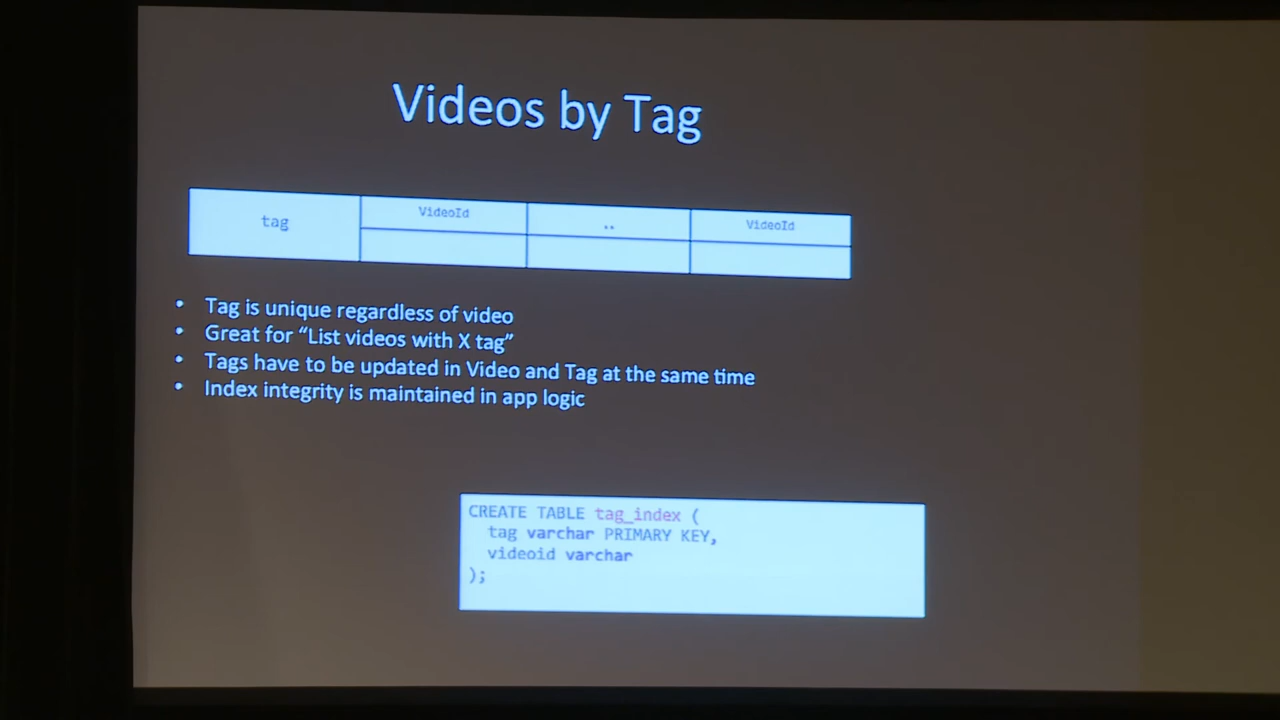 Videos by Tag
tag
VideoId
..
VideoId
• Tag is unique regardless of video
• Great for “List videos with X tag”
• Tags have to be updated in Video and Tag at the same time
• Index integrity is maintained in app logic
CREATE TABLE tag_index (
tag varchar PRIMARY KEY,
videoid varchar
);